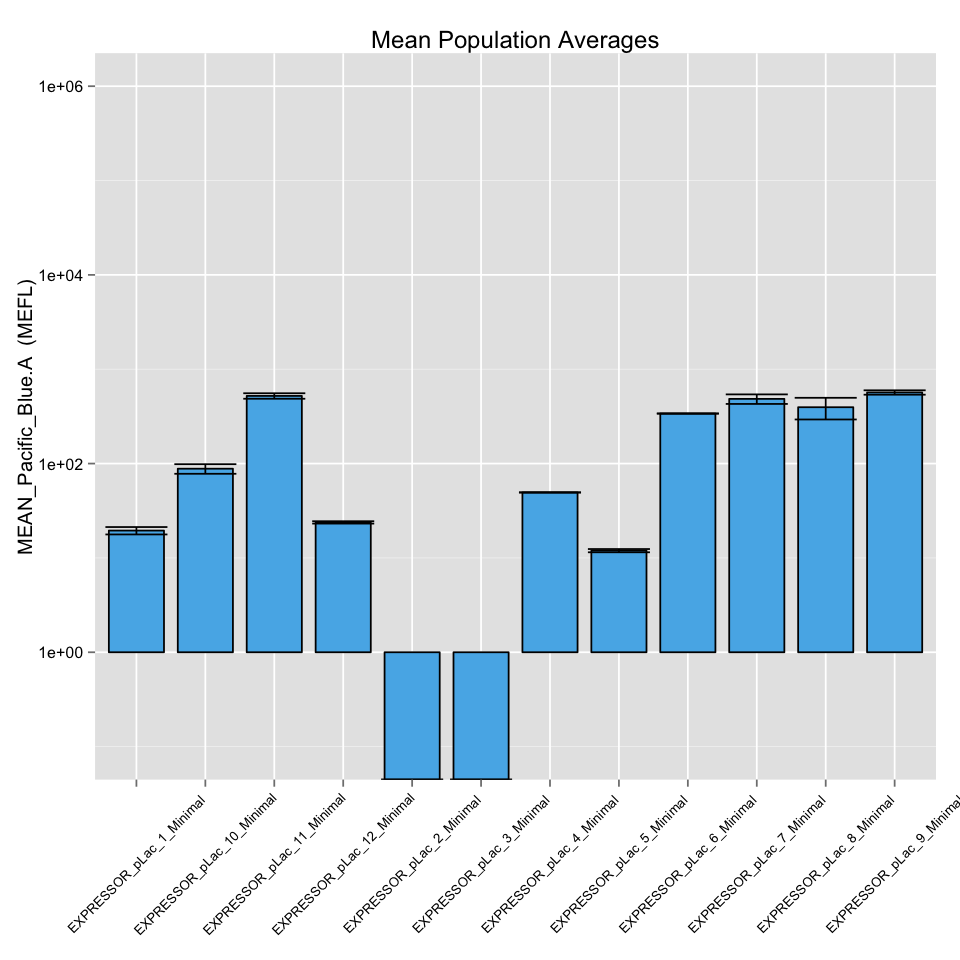 Mean Population Averages
MEAN_Pacific_Blue.A (MEFL)
1e+06
1e+04
1e+02
1e+00
EXPRESSOR_pLac_1_Minimal
EXPRESSOR_pLac_10_Minimal
EXPRESSOR_pLac_11_Minimal
EXPRESSOR_pLac_12_Minimal
EXPRESSOR_pLac_2_Minimal
EXPRESSOR_pLac_3_Minimal
EXPRESSOR_pLac_4_Minimal
EXPRESSOR_pLac_5_Minimal
EXPRESSOR_pLac_6_Minimal
EXPRESSOR_pLac_7_Minimal
EXPRESSOR_pLac_8_Minimal
EXPRESSOR_pLac_9_Minimal